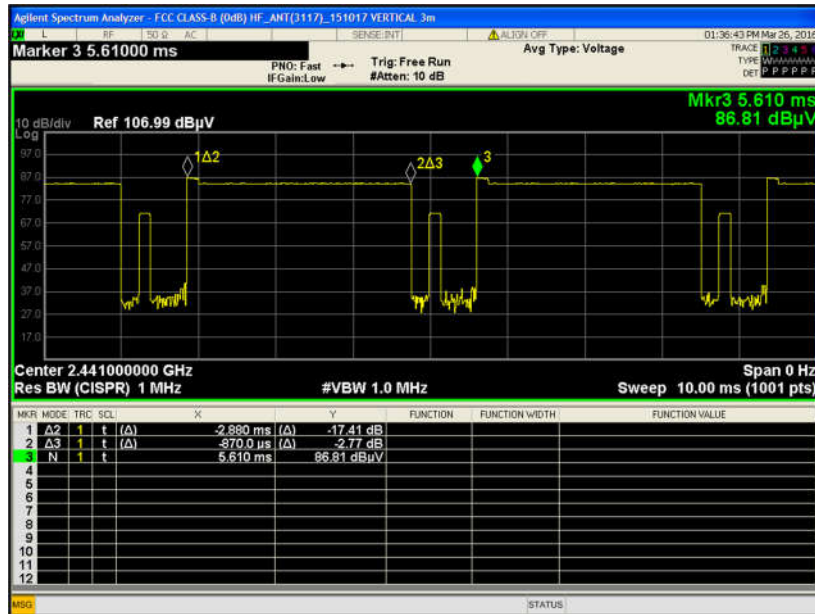 Agilent Spectrum Analyzer - FCC CLASS-B (0dB) HF_ANT(3117)_151017 VERTICAL 3m
L RF 50 Ω AC SENSE:INT ALIGN OFF 01:36:43 PM Mar 26, 2016
Marker 3 5.61000 ms
PNO: Fast
IFGain:Low
Trig: Free Run
#Atten: 10 dB
Avg Type: Voltage
TRACE 1 2 3 4 5
TYPE
DET P P P P P
Mkr3 5.610 ms
86.81 dBµV
10 dB/div Ref 106.99 dBµV
Log
97.0
87.0
77.0
67.0
57.0
47.0
37.0
27.0
17.0
1Δ2
2Δ3
3
Center 2.441000000 GHz Span 0 Hz
Res BW (CISPR) 1 MHz #VBW 1.0 MHz Sweep 10.00 ms (1001 pts)
MKR MODE TRC SCL X Y FUNCTION FUNCTION WIDTH FUNCTION VALUE
1 Δ2 1 t (Δ) -2.880 ms (Δ) -17.41 dB
2 Δ3 1 t (Δ) -870.0 µs (Δ) -2.77 dB
3 N 1 t 5.610 ms 86.81 dBµV
4
5
6
7
8
9
10
11
12
MSG STATUS